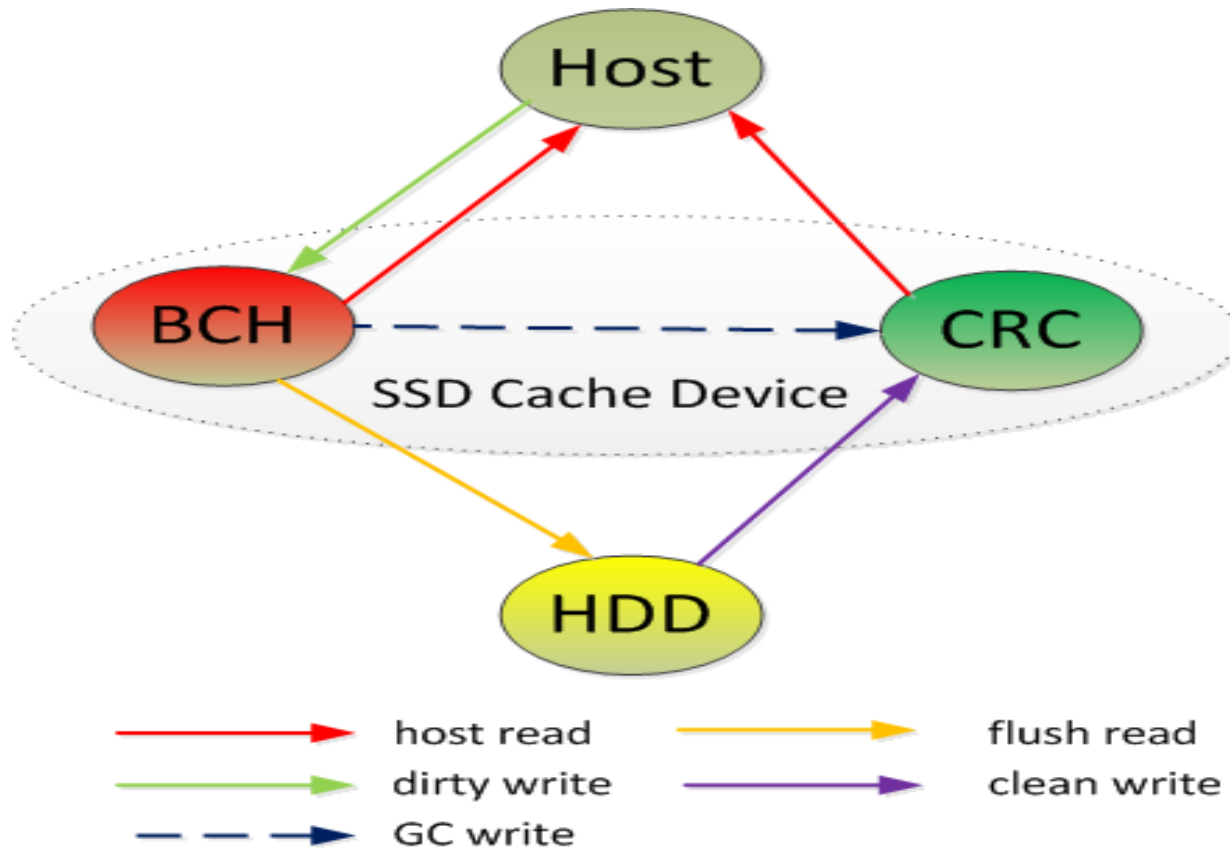 Host
BCH
CRC
SSD Cache Device
HDD
host read
flush read
dirty write
clean write
GC write